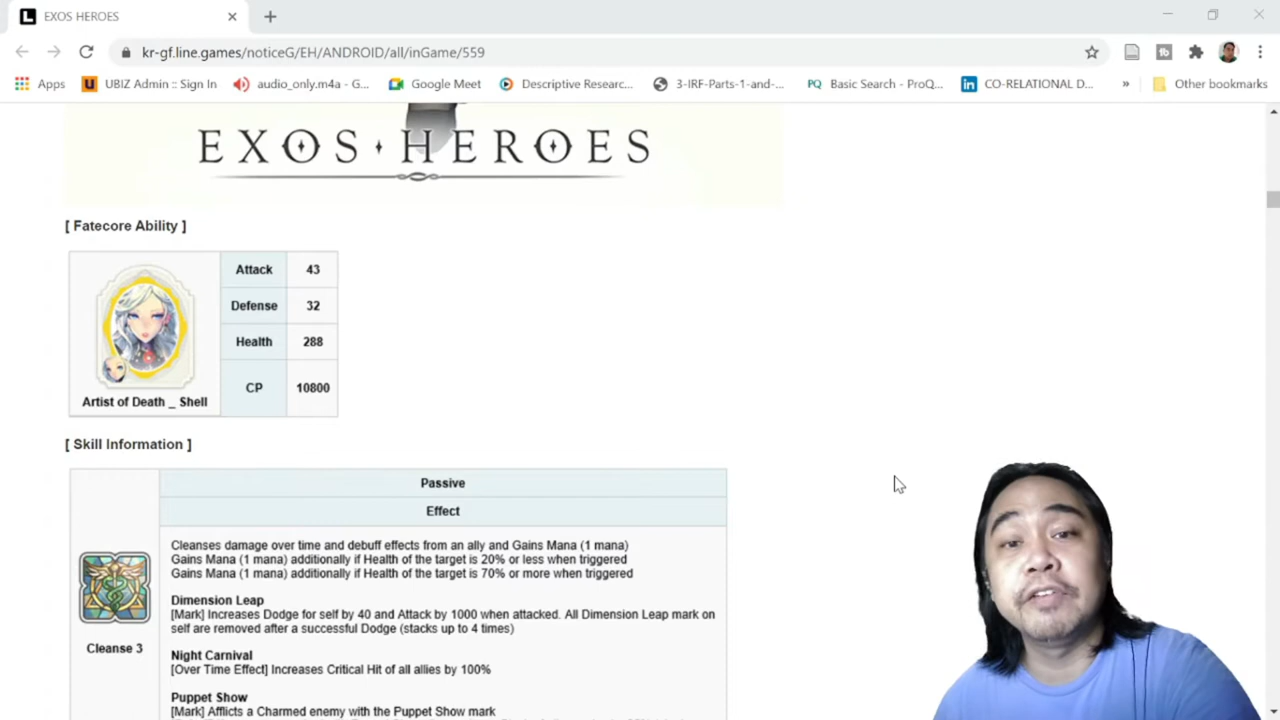 EXOS HEROES
kr-gf.line.games/noticeG/EH/ANDROID/all/inGame/559
Apps UBIZ Admin :: Sign In audio_only.m4a - G... Google Meet Descriptive Researc... 3-IRF-Parts-1-and-... PQ Basic Search - ProQ... CO-RELATIONAL D... » Other bookmarks
EXOS HEROES
[ Fatecore Ability ]
Attack 43
Defense 32
Health 288
CP 10800
Artist of Death _ Shell
[ Skill Information ]
Passive
Effect
Cleanses damage over time and debuff effects from an ally and Gains Mana (1 mana)
Gains Mana (1 mana) additionally if Health of the target is 20% or less when triggered
Gains Mana (1 mana) additionally if Health of the target is 70% or more when triggered
Dimension Leap
[Mark] Increases Dodge for self by 40 and Attack by 1000 when attacked. All Dimension Leap mark on
self are removed after a successful Dodge (stacks up to 4 times)
Cleanse 3
Night Carnival
[Over Time Effect] Increases Critical Hit of all allies by 100%
Puppet Show
[Mark] Afflicts a Charmed enemy with the Puppet Show mark